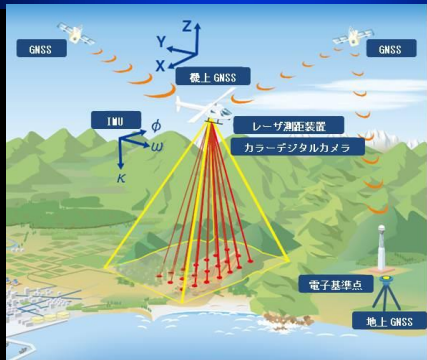 GNSS
Z
Y
X
GNSS
機上 GNSS
IMU
φ
ω
κ
レーザ測距装置
カラーデジタルカメラ
電子基準点
地上 GNSS